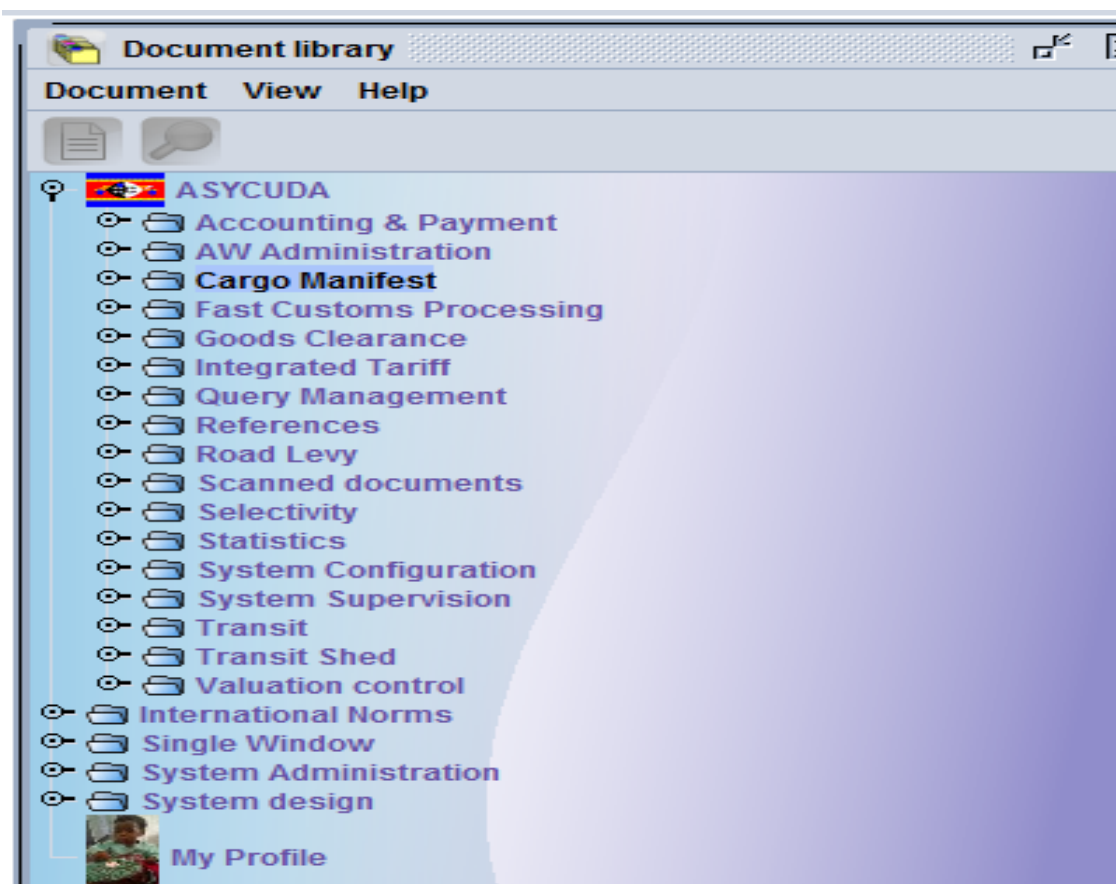 Document library
Document View Help
ASYCUDA
Accounting & Payment
AW Administration
Cargo Manifest
Fast Customs Processing
Goods Clearance
Integrated Tariff
Query Management
References
Road Levy
Scanned documents
Selectivity
Statistics
System Configuration
System Supervision
Transit
Transit Shed
Valuation control
International Norms
Single Window
System Administration
System design
My Profile